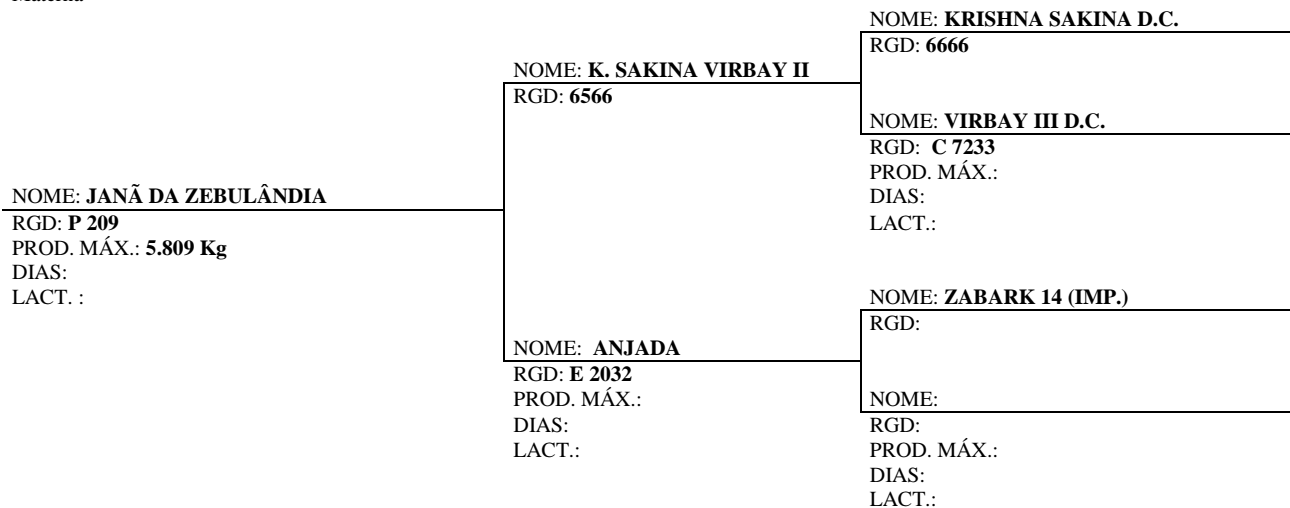 NOME: KRISHNA SAKINA D.C.
RGD: 6666
NOME: K. SAKINA VIRBAY II
RGD: 6566
NOME: VIRBAY III D.C.
RGD: C 7233
PROD. MÁX.:
DIAS:
LACT.:
NOME: JANÃ DA ZEBULÂNDIA
RGD: P 209
PROD. MÁX.: 5.809 Kg
DIAS:
LACT. :
NOME: ZABARK 14 (IMP.)
RGD:
NOME: ANJADA
RGD: E 2032
PROD. MÁX.:
DIAS:
LACT.:
NOME:
RGD:
PROD. MÁX.:
DIAS:
LACT.: